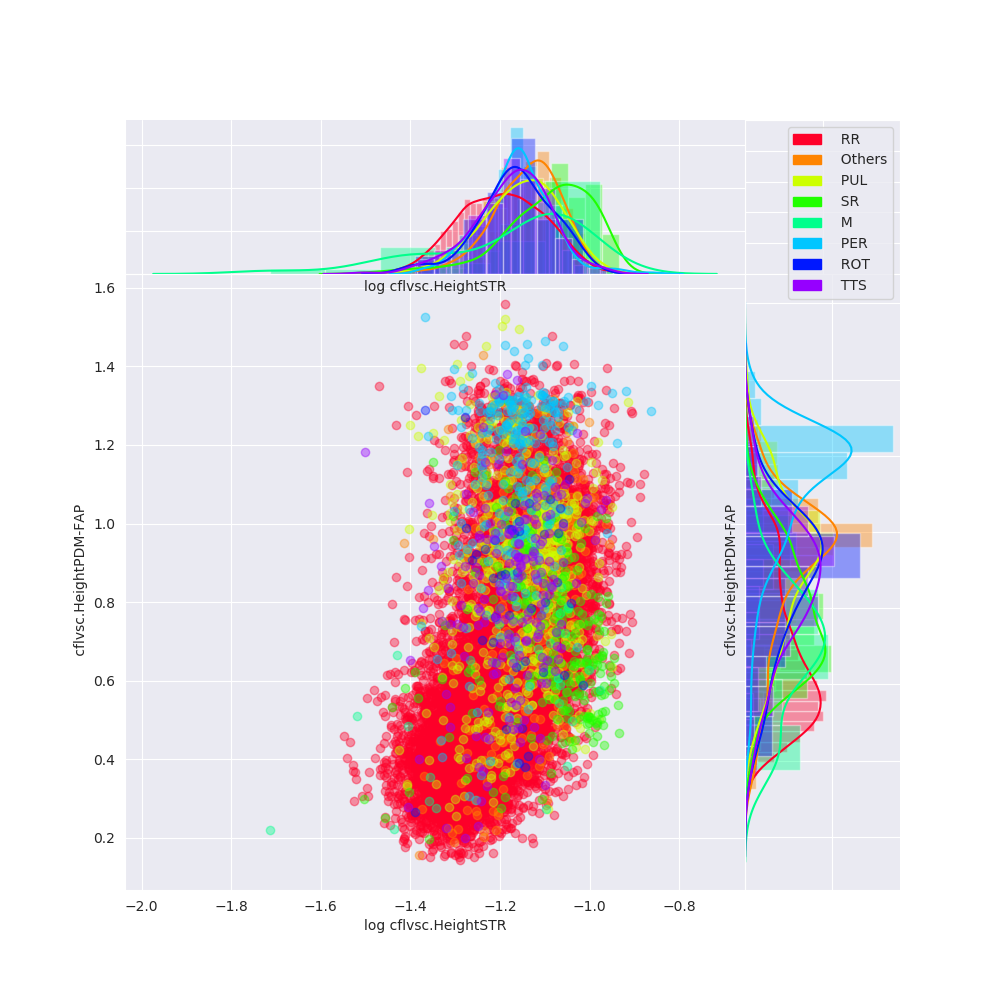 RR
Others
PUL
SR
M
PER
ROT
TTS
log cflvsc.HeightSTR
1.6
1.4
1.2
1.0
0.8
0.6
0.4
0.2
cflvsc.HeightPDM-FAP
cflvsc.HeightPDM-FAP
−2.0 −1.8 −1.6 −1.4 −1.2 −1.0 −0.8
log cflvsc.HeightSTR